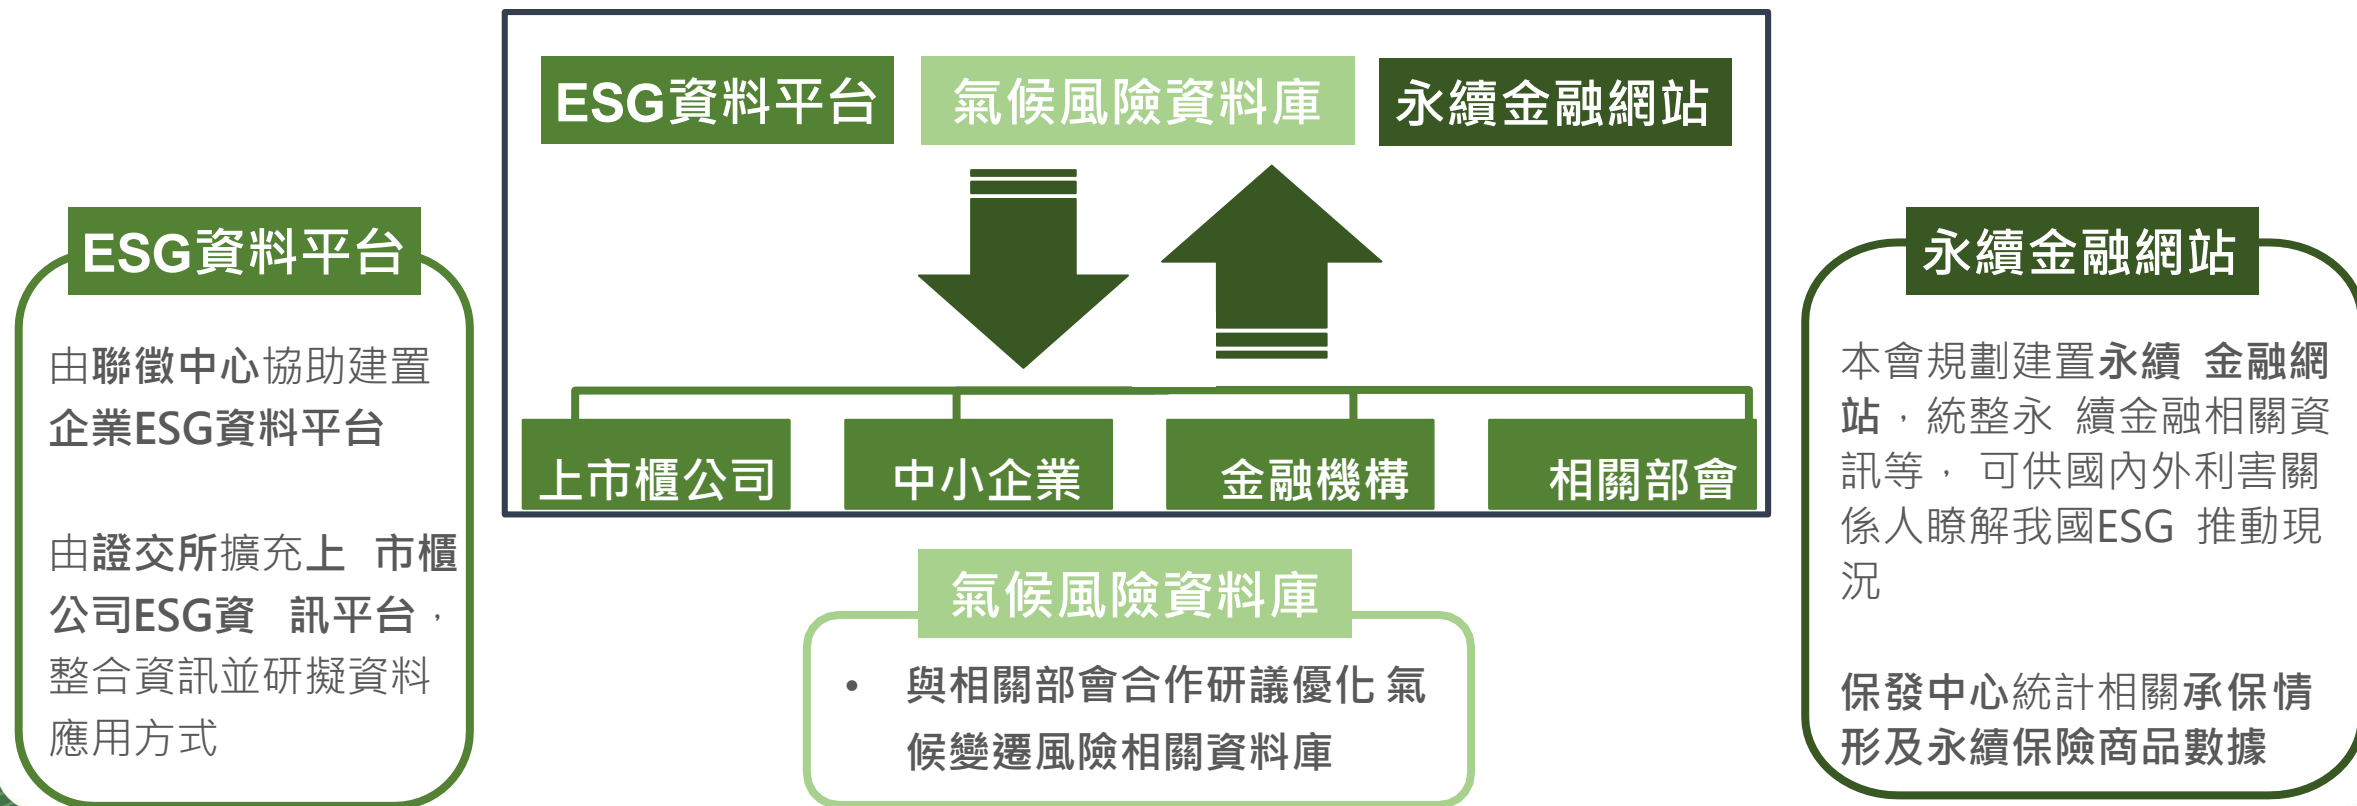 ESG資料平台
氣候風險資料庫
永續金融網站
上市櫃公司
中小企業
金融機構
相關部會
ESG資料平台
由聯徵中心協助建置
企業ESG資料平台
由證交所擴充上 市櫃
公司ESG資 訊平台，
整合資訊並研擬資料
應用方式
氣候風險資料庫
• 與相關部會合作研議優化 氣
候變遷風險相關資料庫
永續金融網站
本會規劃建置永續 金融網
站，統整永 續金融相關資
訊等， 可供國內外利害關
係人瞭解我國ESG 推動現
況
保發中心統計相關承保情
形及永續保險商品數據